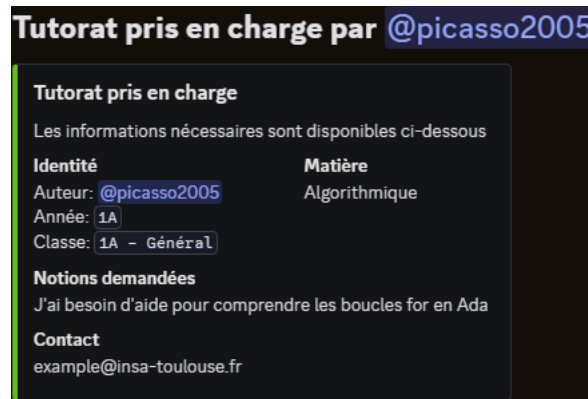 Tutorat pris en charge par @picasso2005
Tutorat pris en charge
Les informations nécessaires sont disponibles ci-dessous
Identité
Auteur: @picasso2005
Année: 1A
Classe: 1A - Général
Matière
Algorithmique
Notions demandées
J'ai besoin d'aide pour comprendre les boucles for en Ada
Contact
example@insa-toulouse.fr